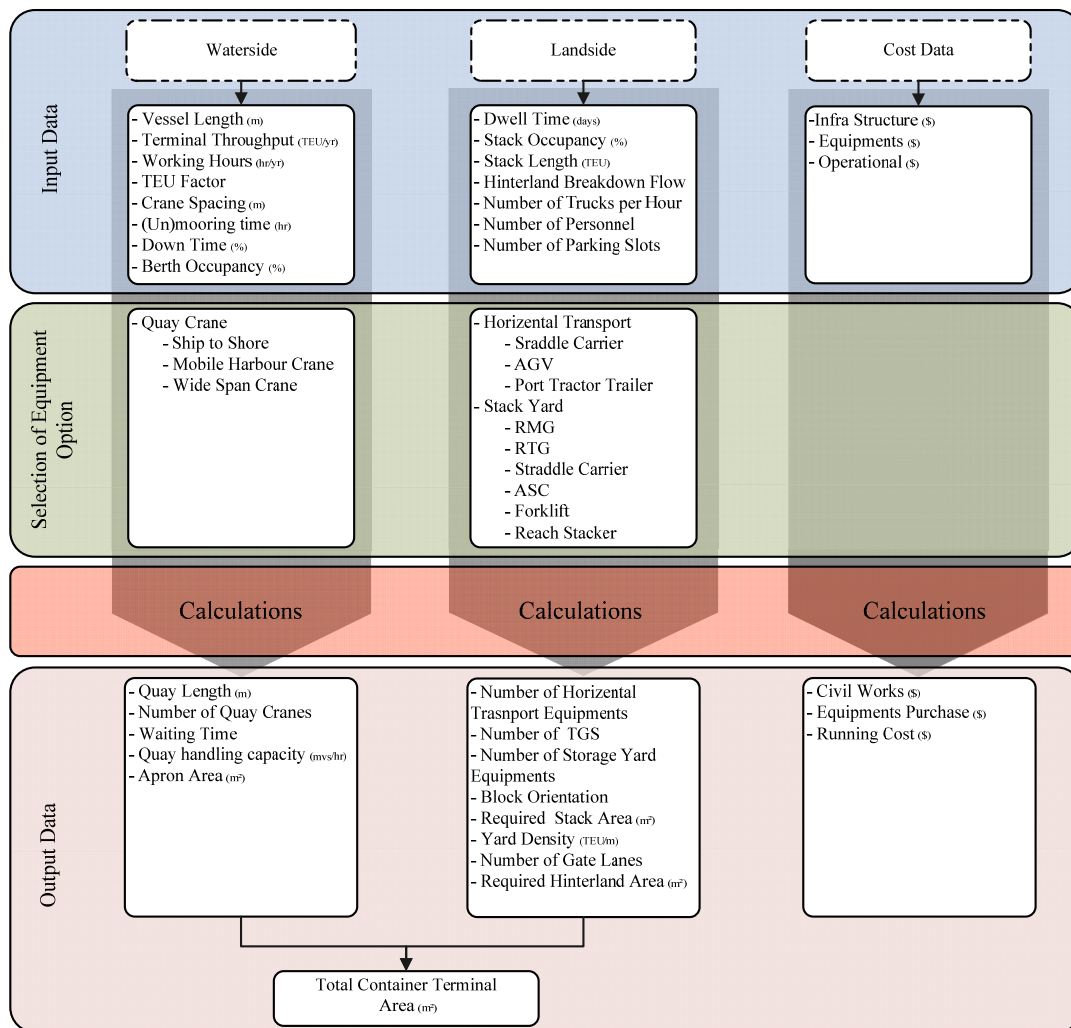 Input Data
Waterside
- Vessel Length (m)
- Terminal Throughput (TEU/yr)
- Working Hours (hr/yr)
- TEU Factor
- Crane Spacing (m)
- (Un)mooring time (hr)
- Down Time (%)
- Berth Occupancy (%)
Landside
- Dwell Time (days)
- Stack Occupancy (%)
- Stack Length (TEU)
- Hinterland Breakdown Flow
- Number of Trucks per Hour
- Number of Personnel
- Number of Parking Slots
Cost Data
-Infra Structure ($)
- Equipments ($)
- Operational ($)
Selection of Equipment
Option
- Quay Crane
- Ship to Shore
- Mobile Harbour Crane
- Wide Span Crane
- Horizental Transport
- Sraddle Carrier
- AGV
- Port Tractor Trailer
- Stack Yard
- RMG
- RTG
- Straddle Carrier
- ASC
- Forklift
- Reach Stacker
Calculations
Calculations
Calculations
Output Data
- Quay Length (m)
- Number of Quay Cranes
- Waiting Time
- Quay handling capacity (mvs/hr)
- Apron Area (m²)
- Number of Horizental
Trasnport Equipments
- Number of TGS
- Number of Storage Yard
Equipments
- Block Orientation
- Required Stack Area (m²)
- Yard Density (TEU/m)
- Number of Gate Lanes
- Required Hinterland Area (m²)
- Civil Works ($)
- Equipments Purchase ($)
- Running Cost ($)
Total Container Terminal
Area (m²)